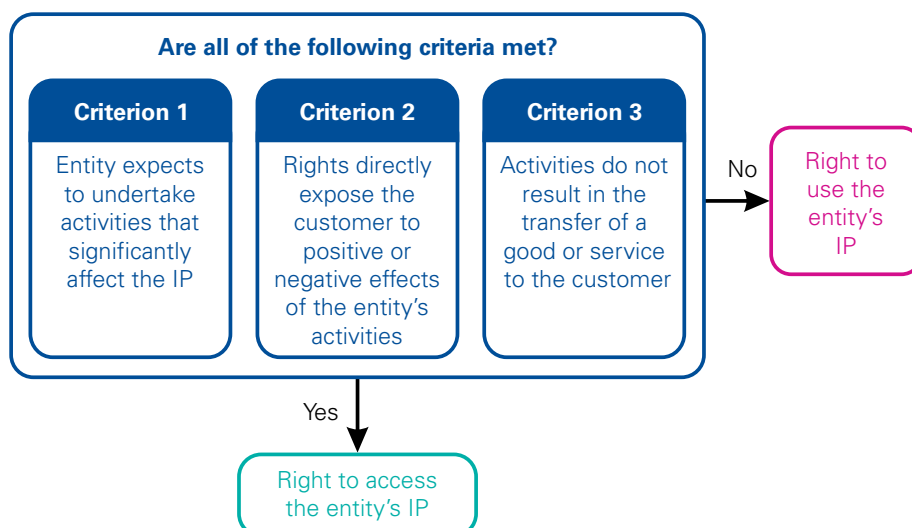 Are all of the following criteria met?
Criterion 1
Entity expects
to undertake
activities that
significantly
affect the IP
Criterion 2
Rights directly
expose the
customer to
positive or
negative effects
of the entity’s
activities
Criterion 3
Activities do not
result in the
transfer of a
good or service
to the customer
No
Right to
use the
entity’s
IP
Yes
Right to access
the entity’s IP